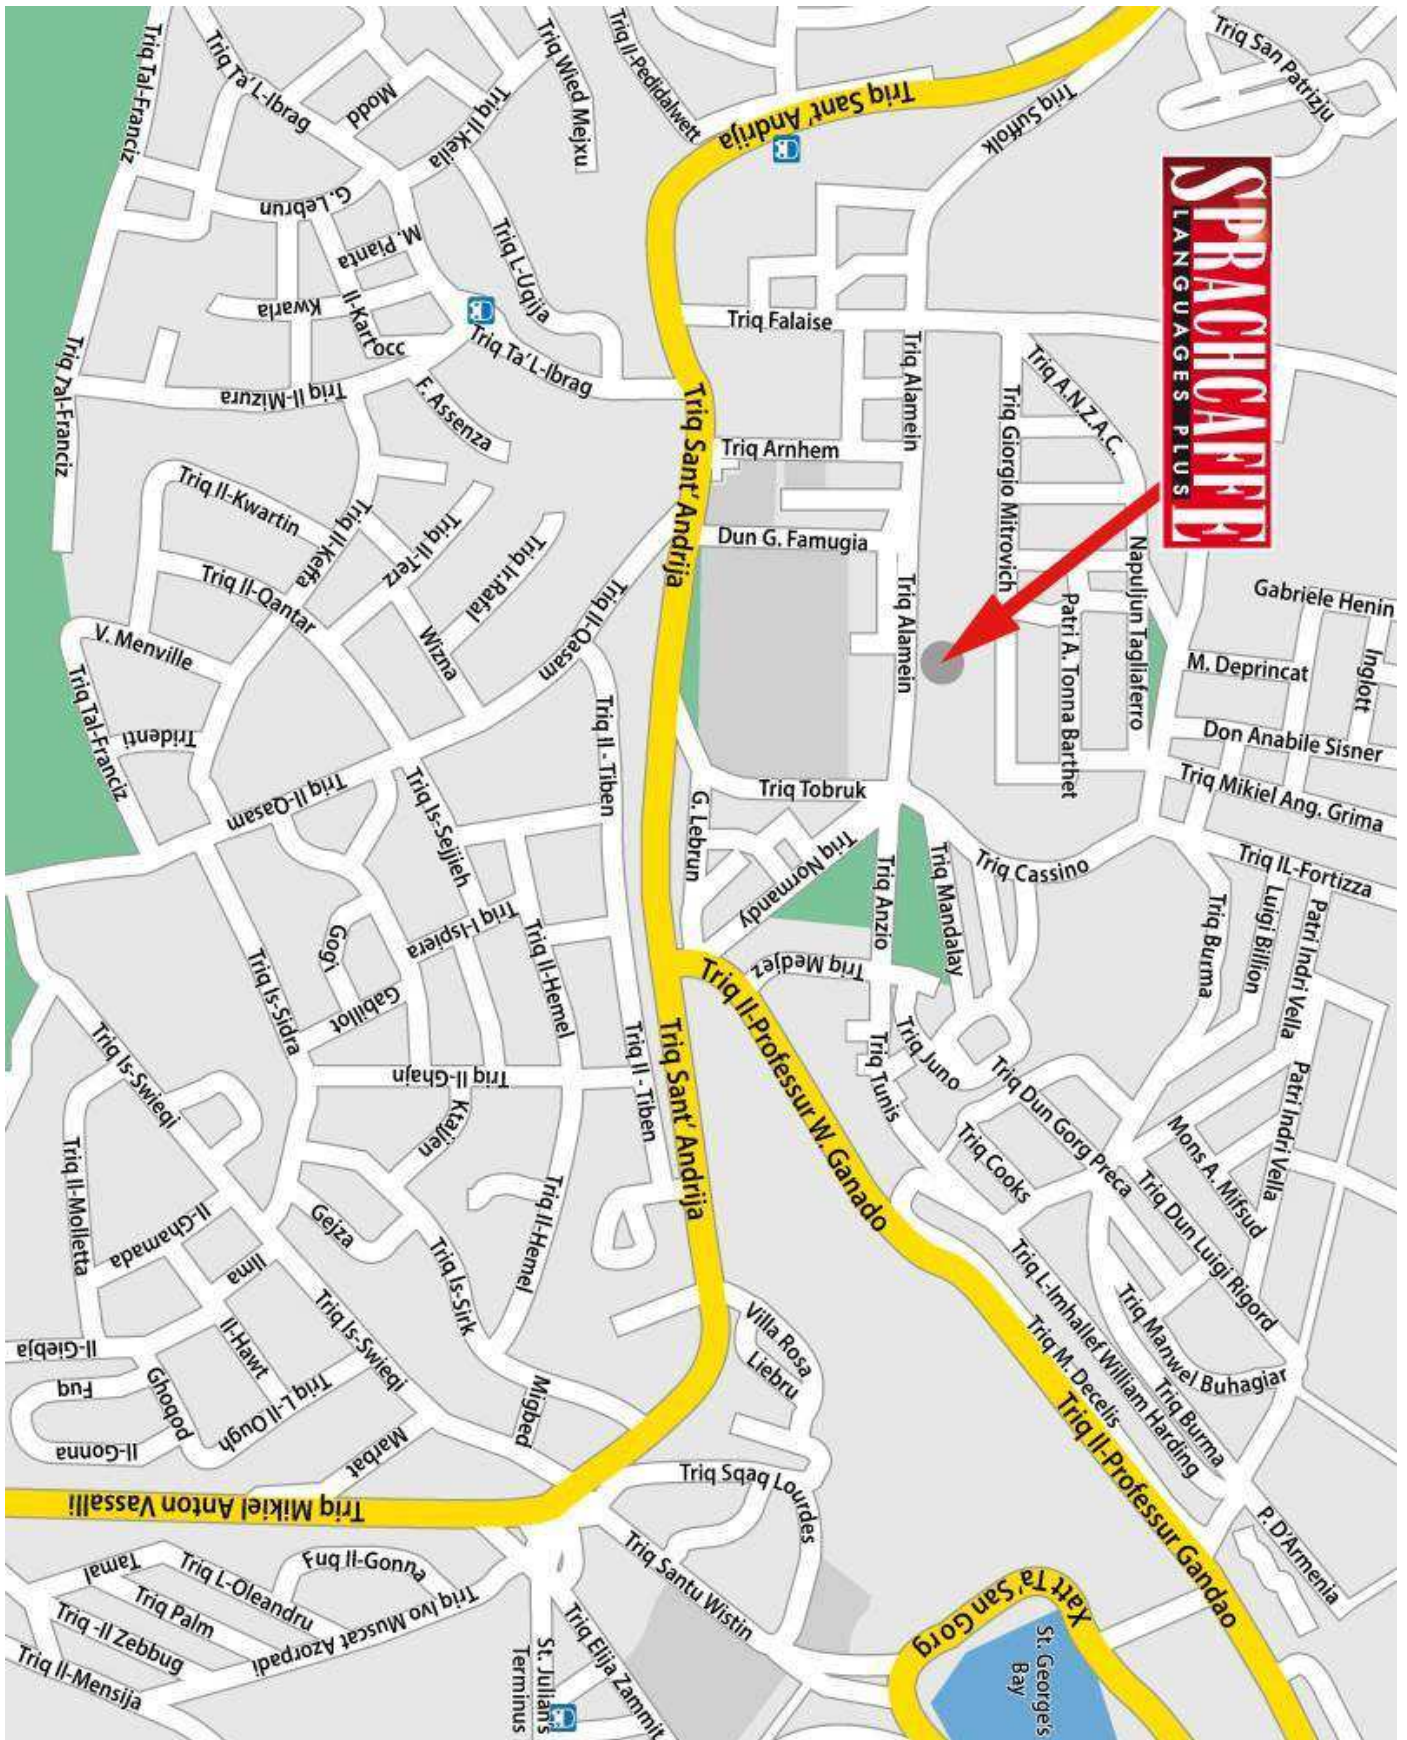 Triq Tal-Franciz
Triq Ta' L-Ibrag
Modd
Triq Il-Keila
Triq Wied Mejxu
Triq Il-Pedidalwett
Triq Sant' Andrija
Triq Suffolk
Triq San Patrizju
SPRACHCAFFE
LANGUAGES PLUS
G. Lebrun
M. Pianta
Triq L-Uqija
Kwarla
Il-Kartocc
Triq Ta' L-Ibrag
Triq Falaise
Triq Alamein
Triq A.N.Z.A.C.
Triq Giorgio Mitrovich
Triq Tal-Franciz
Triq Il-Mizura
F. Assenza
Triq Sant' Andrija
Triq Arnhem
Triq Il-Kwartin
Triq Il-Keffa
Triq Il-Terz
Triq Ir.Rafal
Dun G. Famugia
Triq Alamein
Napuljun Tagliaferro
Patri A. Tonna Barthet
Gabriele Henin
Inglott
M. Deprincat
Don Anabile Sisner
Triq Mikiel Ang. Grima
Triq Il-Qantar
Wizna
Triq Il-Qasam
V. Menville
Triq Tal-Franciz
Tridenti
Triq Il - Tiben
Triq Il-Qasam
Triq Is-Sejjieh
Triq Tobruk
G. Lebrun
Triq Normandy
Triq Anzio
Triq Mandalay
Triq Cassino
Triq IL-Fortizza
Luigi Billion
Patri Indri Vella
Triq Burma
Triq I-Ispiera
Gogi
Gabillot
Triq Is-Sidra
Triq Il-Hemel
Triq Medjez
Triq Il-Professur W. Ganado
Triq Sant' Andrija
Triq Il - Tiben
Triq Is-Swieqi
Triq Il-Ghajn
Ktajjen
Triq Juno
Triq Tunis
Triq Dun Gorg Preca
Triq Cooks
Patri Indri Vella
Mons A. Mifsud
Triq Dun Luigi Rigord
Triq Il-Molletta
Il-Ghamada
Ilma
Gejza
Triq Is-Sirk
Triq Il-Hemel
Triq L-Imhallef William Harding
Triq M. Decelis
Triq Manwel Buhagiar
Triq Burma
Villa Rosa
Liebru
Triq Is-Swieqi
Il-Hawt
Il-Giebja
Fuq
Il-Gonna
Ghoqod
Triq L-Il Ough
Marbat
Migbed
Triq Sqaq Lourdes
Triq Il-Professur Gandao
P. D'Armenia
Triq Mikiel Anton Vassalli
Tamal
Triq L-Oleandru
Fuq Il-Gonna
Triq Palm
Triq -Il Zebbug
Triq Il-Mensija
Triq Ivo Muscat Azorpadi
Triq Santu Wistin
Triq Elija Zammit
St. Julian's
Terminus
Xatt Ta' San Gorg
St. George's
Bay